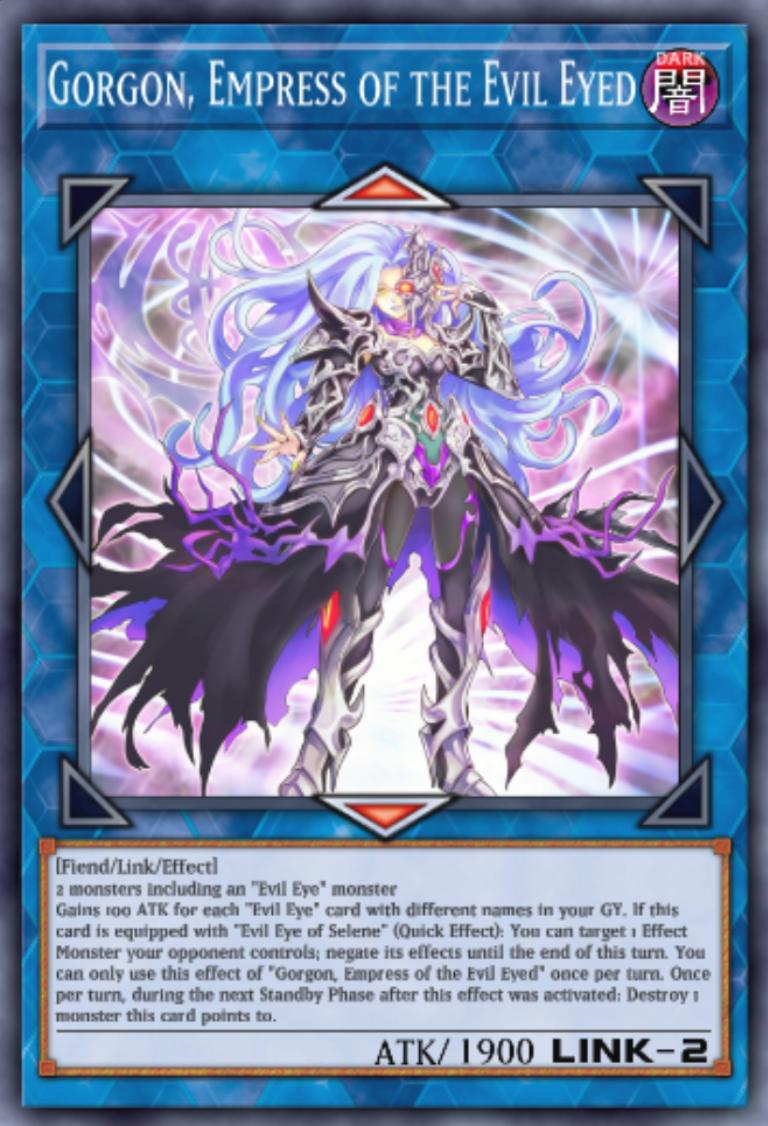 GORGON, EMPRESS OF THE EVIL EYED
DARK
闇
[Fiend/Link/Effect]
2 monsters including an "Evil Eye" monster
Gains 100 ATK for each "Evil Eye" card with different names in your GY. If this
card is equipped with "Evil Eye of Selene" (Quick Effect): You can target 1 Effect
Monster your opponent controls; negate its effects until the end of this turn. You
can only use this effect of "Gorgon, Empress of the Evil Eyed" once per turn. Once
per turn, during the next Standby Phase after this effect was activated: Destroy 1
monster this card points to.
ATK/ 1900 LINK-2